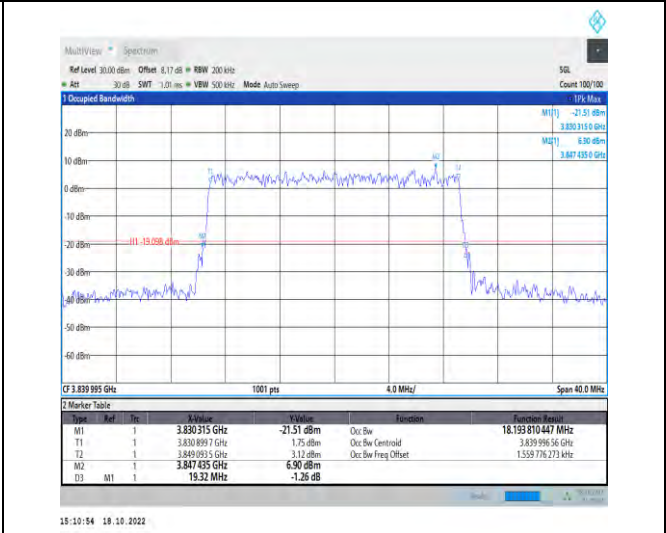 MultiView Spectrum
Ref Level 30.00 dBm Offset 8.17 dB RBW 200 kHz SGL
Att 30 dB SWT 1.01 ms VBW 500 kHz Mode Auto Sweep Count 100/100
1 Occupied Bandwidth 1Pk Max
M1[1] -21.51 dBm
3.830 315 0 GHz
M2[1] 6.90 dBm
3.847 435 0 GHz
20 dBm
10 dBm
0 dBm
-10 dBm
-20 dBm
H1 -19.098 dBm
-30 dBm
-40 dBm
-50 dBm
-60 dBm
T1
M2
T2
CF 3.839 995 GHz 1001 pts 4.0 MHz/ Span 40.0 MHz
2 Marker Table
Type Ref Trc X-Value Y-Value Function Function Result
M1 1 3.830 315 GHz -21.51 dBm Occ Bw 18.193 810 447 MHz
T1 1 3.830 899 7 GHz 1.75 dBm Occ Bw Centroid 3.839 996 56 GHz
T2 1 3.849 093 5 GHz 3.12 dBm Occ Bw Freq Offset 1.559 776 273 kHz
M2 1 3.847 435 GHz 6.90 dBm
D3 M1 1 19.32 MHz -1.26 dB
15:10:54 18.10.2022